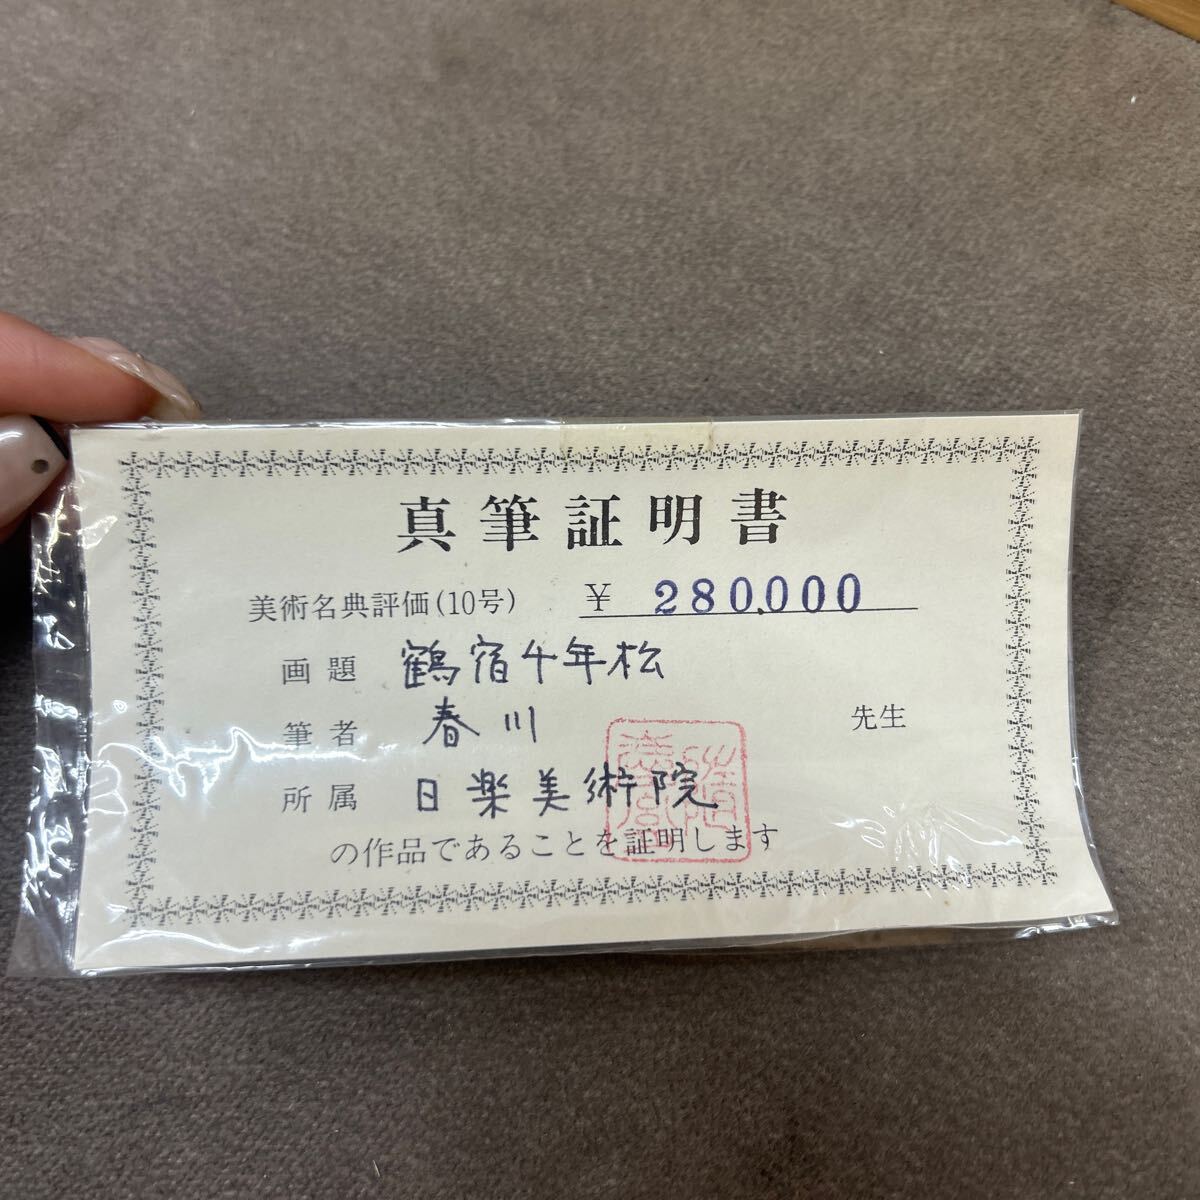 真筆証明書
美術名典評価(10号) ¥ 280,000
画題 鶴宿千年松
筆者 春川 先生
所属 日楽美術院
の作品であることを証明します